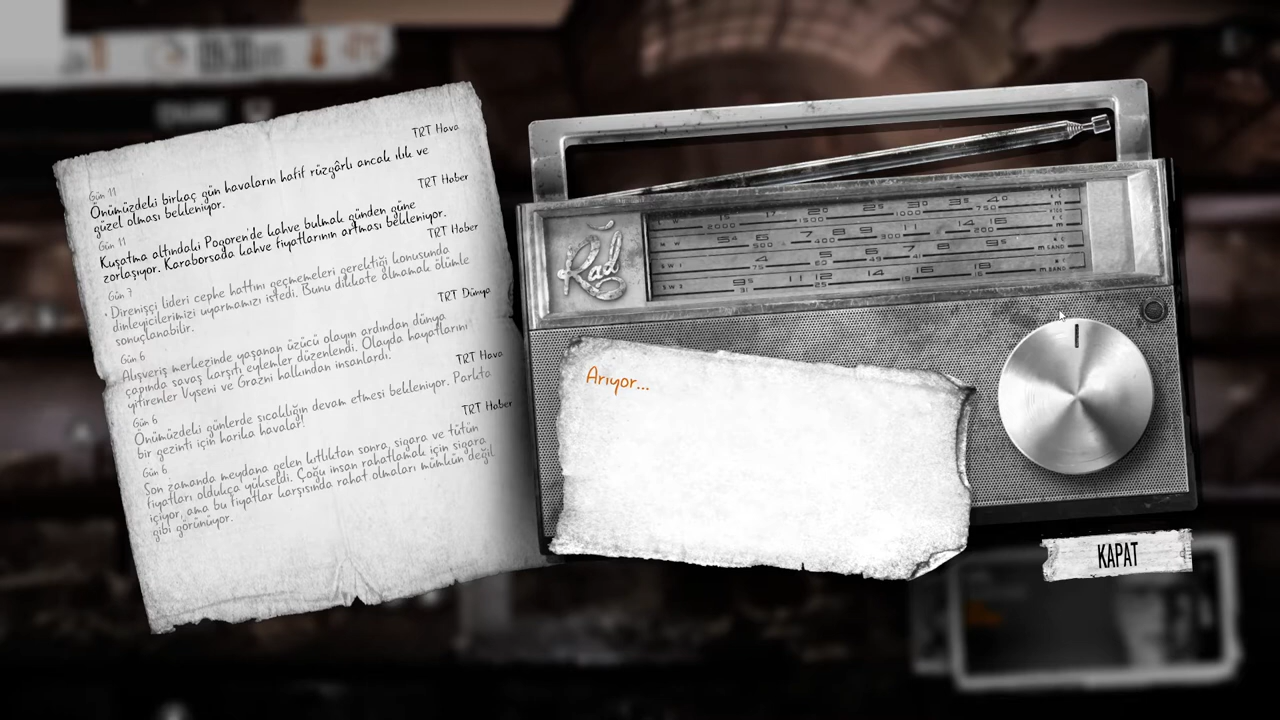 TRT Hava
Gün 11
Önümüzdeki birkaç gün havaların hafif rüzgârlı ancak ılık ve
güzel olması bekleniyor.
TRT Haber
Gün 11
Kuşatma altındaki Pogoren'de kahve bulmak günden güne
zorlaşıyor. Karaborsada kahve fiyatlarının artması bekleniyor.
TRT Haber
Gün 7
Direnişçi lideri cephe hattını geçmemeleri gerektiği konusunda
dinleyicilerimizi uyarmamızı istedi. Bunu dikkate almamak ölümle
sonuçlanabilir.
TRT Dünya
Gün 6
Alışveriş merkezinde yaşanan üzücü olayın ardından dünya
çapında savaş karşıtı eylemler düzenlendi. Olayda hayatlarını
yitirenler Vyseni ve Grazni halkından insanlardı.
TRT Hava
Gün 6
Önümüzdeki günlerde sıcaklığın devam etmesi bekleniyor. Parkta
bir gezinti için harika havalar!
TRT Haber
Gün 6
Son zamanda meydana gelen kıtlıktan sonra, sigara ve tütün
fiyatları oldukça yükseldi. Çoğu insan rahatlamak için sigara
içiyor, ama bu fiyatlar karşısında rahat olmaları mümkün değil
gibi görünüyor.
Rad
Arıyor...
KAPAT